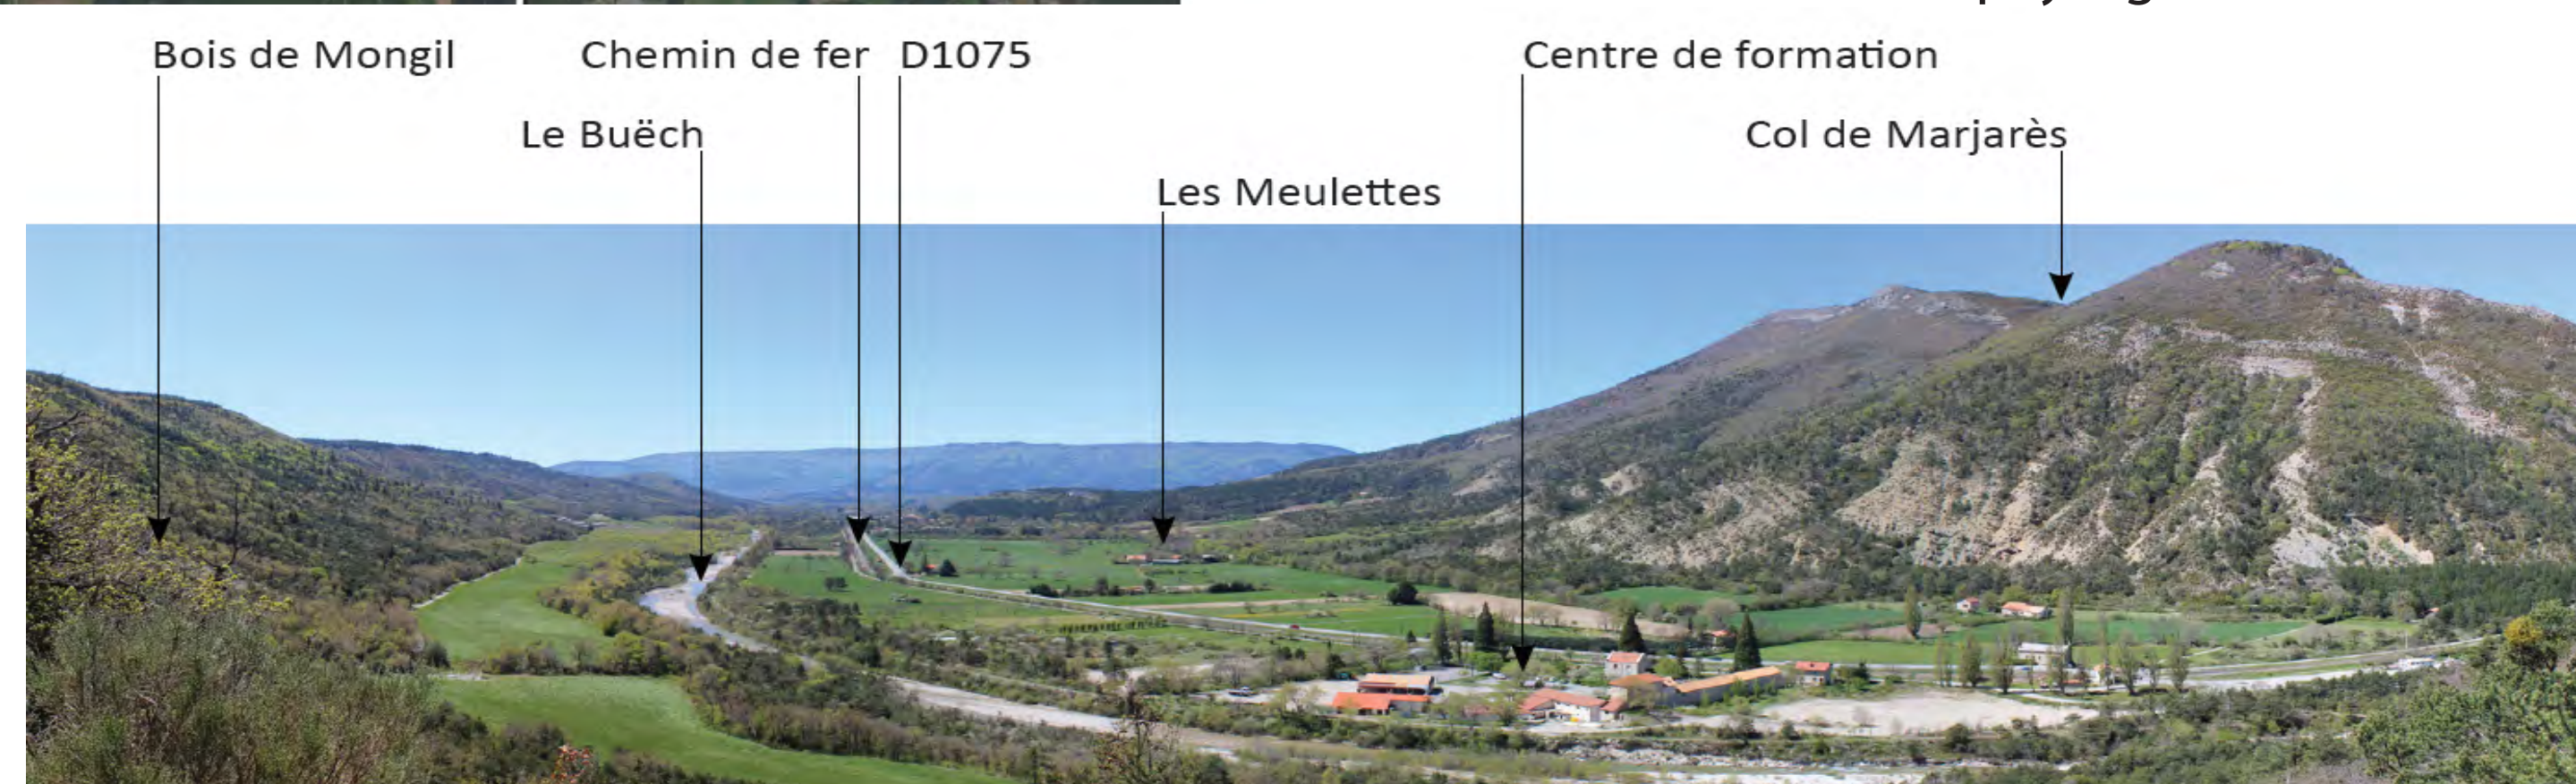 Bois de Mongil
Chemin de fer
D1075
Centre de formation
Le Buëch
Col de Marjarès
Les Meulettes